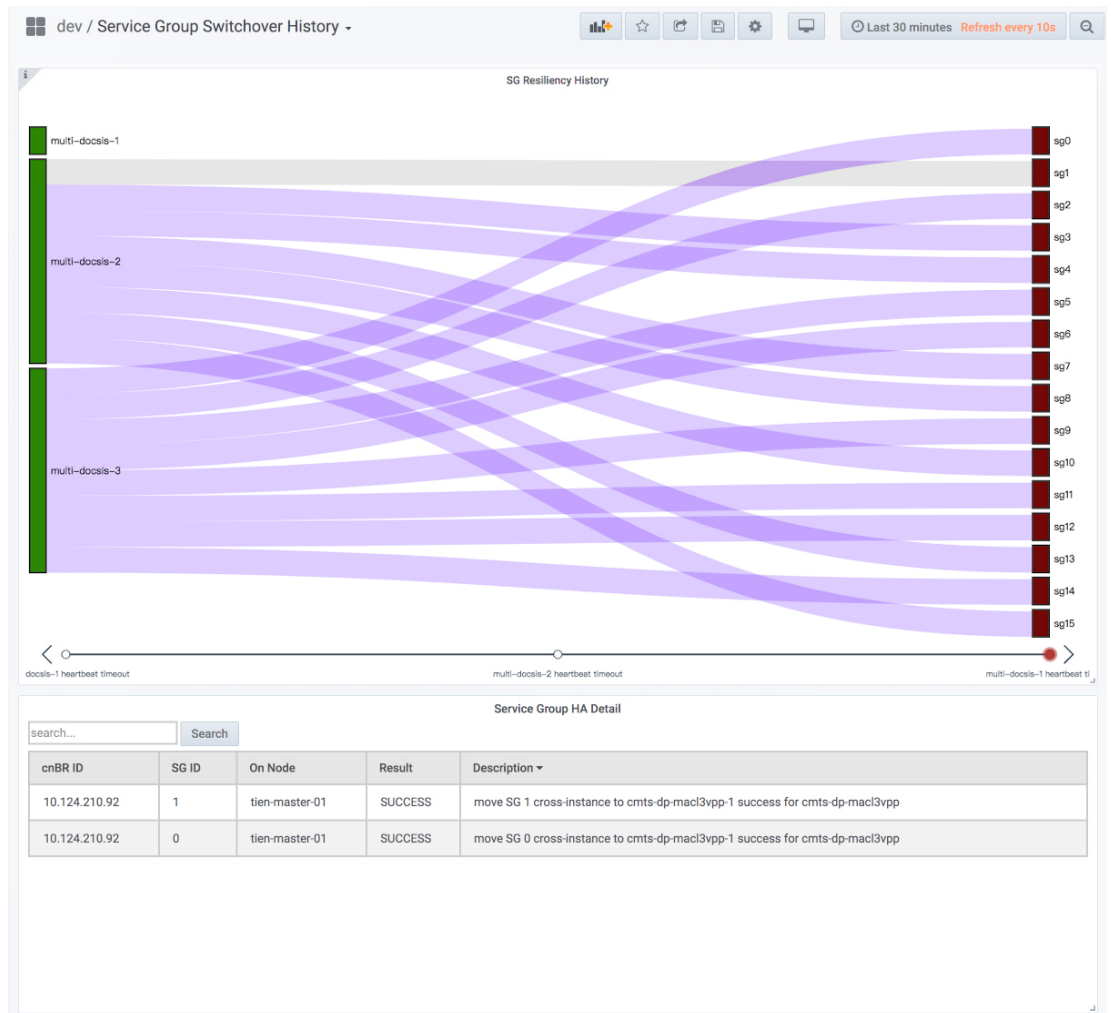 dev / Service Group Switchover History
Last 30 minutes Refresh every 10s
i
SG Resiliency History
multi-docsis-1
multi-docsis-2
multi-docsis-3
sg0
sg1
sg2
sg3
sg4
sg5
sg6
sg7
sg8
sg9
sg10
sg11
sg12
sg13
sg14
sg15
docsis-1 heartbeat timeout
multi-docsis-2 heartbeat timeout
multi-docsis-1 heartbeat ti
Service Group HA Detail
search... Search
cnBR ID SG ID On Node Result Description
10.124.210.92 1 tien-master-01 SUCCESS move SG 1 cross-instance to cmts-dp-macl3vpp-1 success for cmts-dp-macl3vpp
10.124.210.92 0 tien-master-01 SUCCESS move SG 0 cross-instance to cmts-dp-macl3vpp-1 success for cmts-dp-macl3vpp